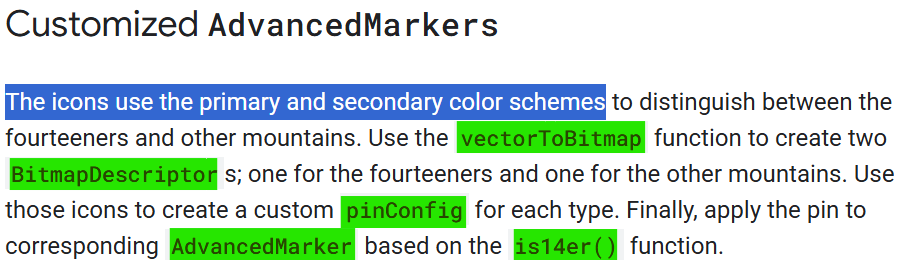 Customized AdvancedMarkers
The icons use the primary and secondary color schemes to distinguish between the
fourteeners and other mountains. Use the vectorToBitmap function to create two
BitmapDescriptor s; one for the fourteeners and one for the other mountains. Use
those icons to create a custom pinConfig for each type. Finally, apply the pin to
corresponding AdvancedMarker based on the is14er() function.